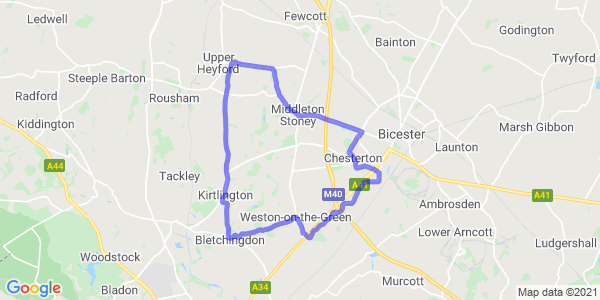 Ledwell
Fewcott
Godington
Bainton
Upper
Heyford
Twyford
Steeple Barton
Radford
Rousham
Middleton
Stoney
Kiddington
Bicester
Marsh Gibbon
Launton
Chesterton
A44
Tackley
A41
Kirtlington
M40
A41
Ambrosden
Weston-on-the-Green
Bletchingdon
Lower Arncott
Ludgershall
Woodstock
A34
Murcott
Bladon
Google
Map data ©2021